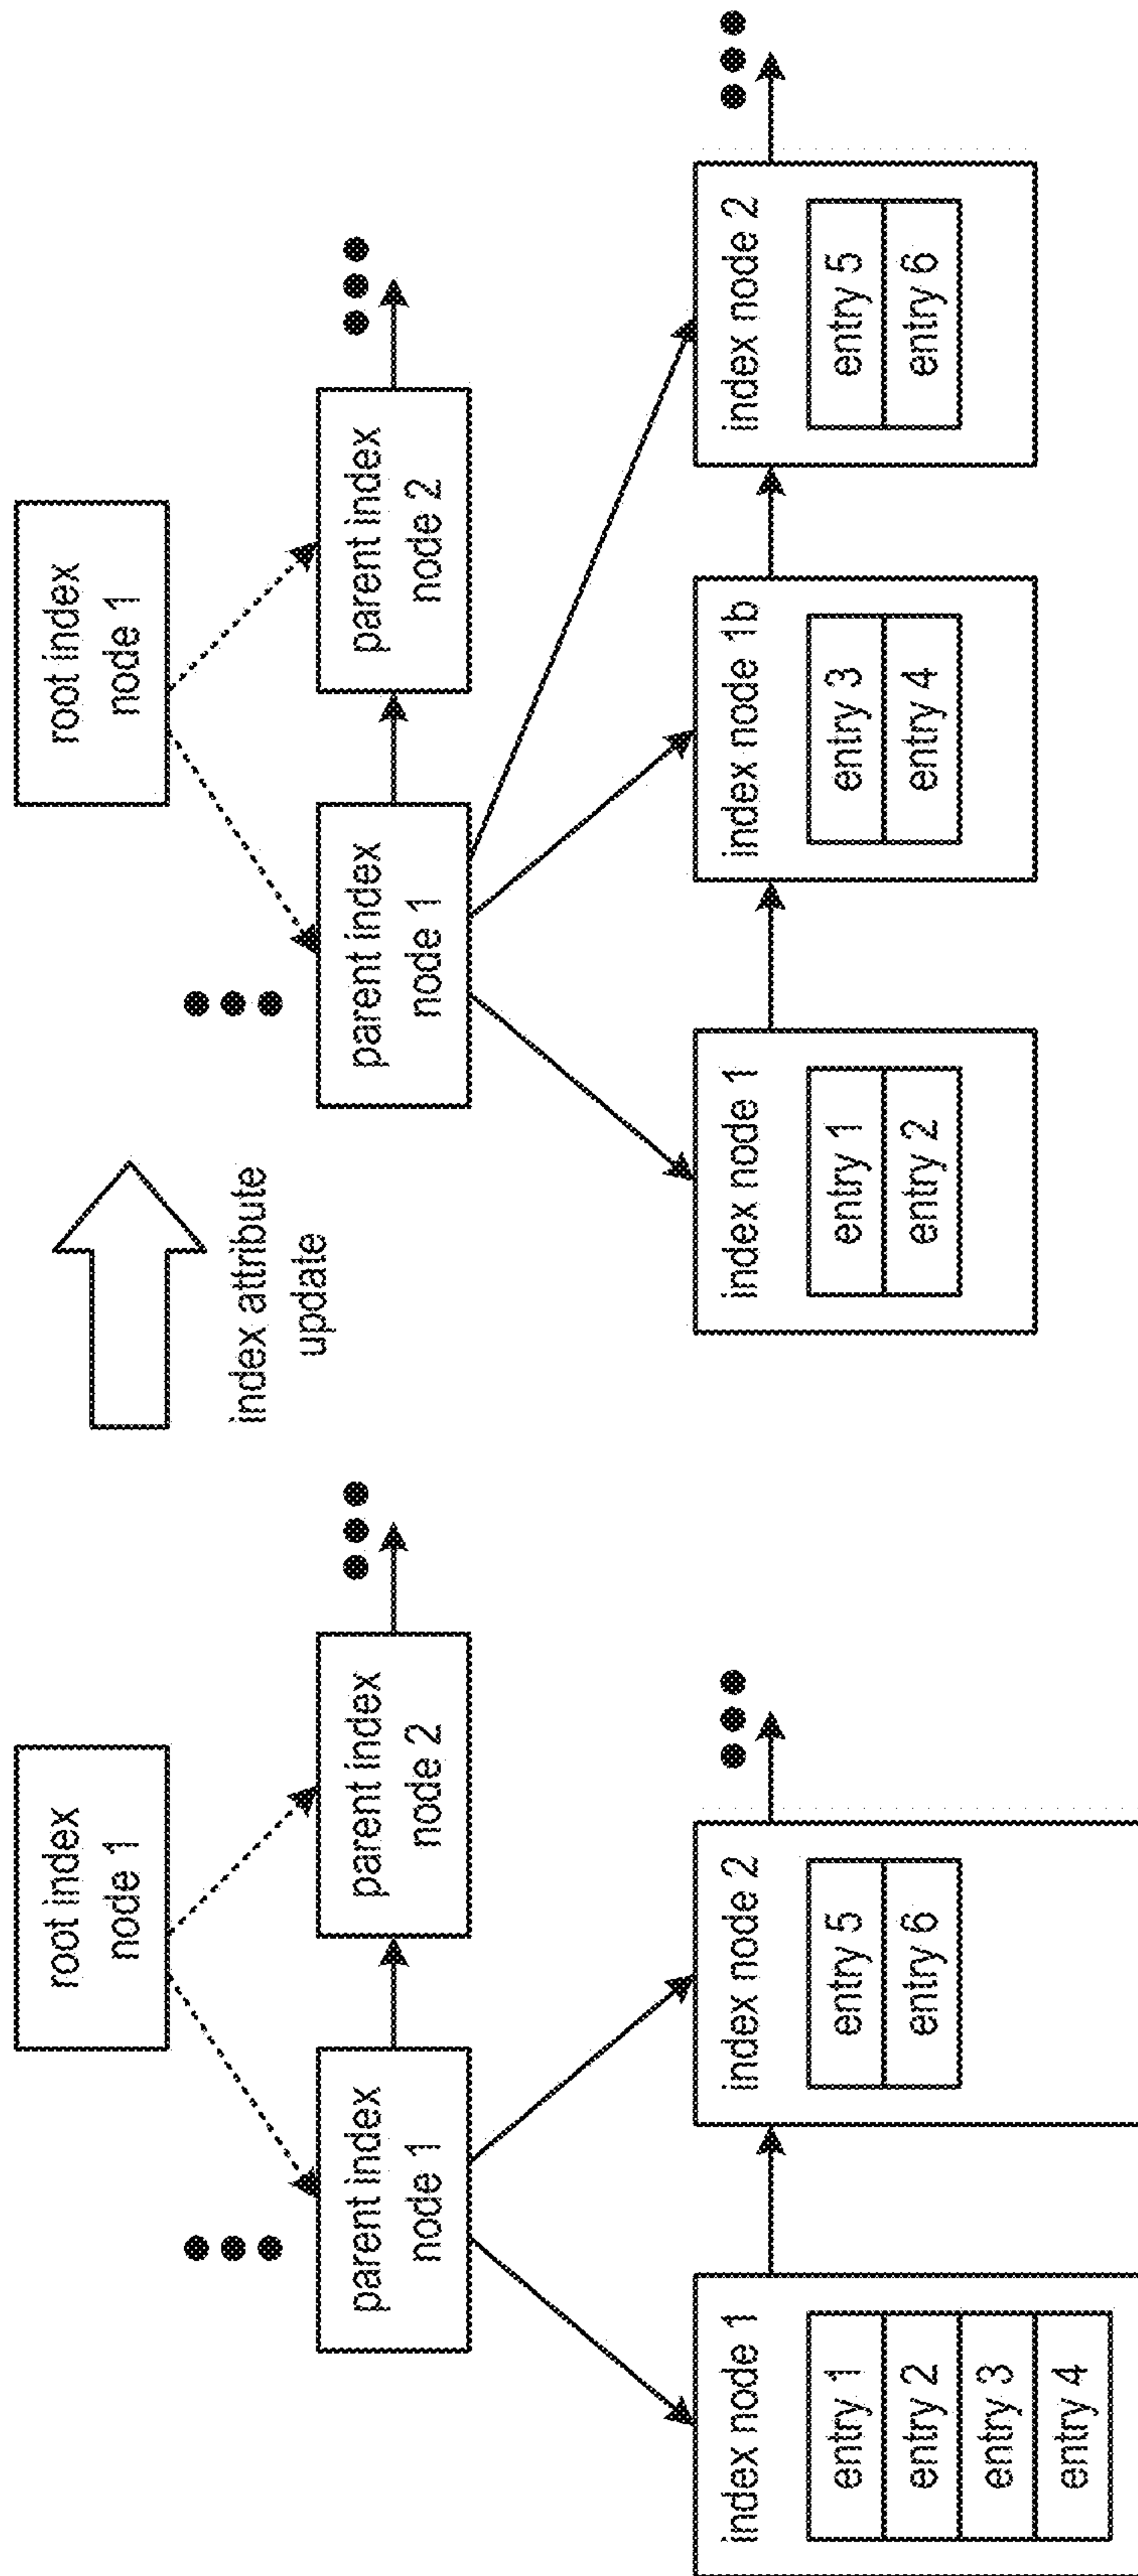 root index
node 1
parent index
node 1
parent index
node 2
index node 1
entry 1
entry 2
entry 3
entry 4
index node 2
entry 5
entry 6
index attribute
update
root index
node 1
parent index
node 1
parent index
node 2
index node 1
entry 1
entry 2
index node 1b
entry 3
entry 4
index node 2
entry 5
entry 6